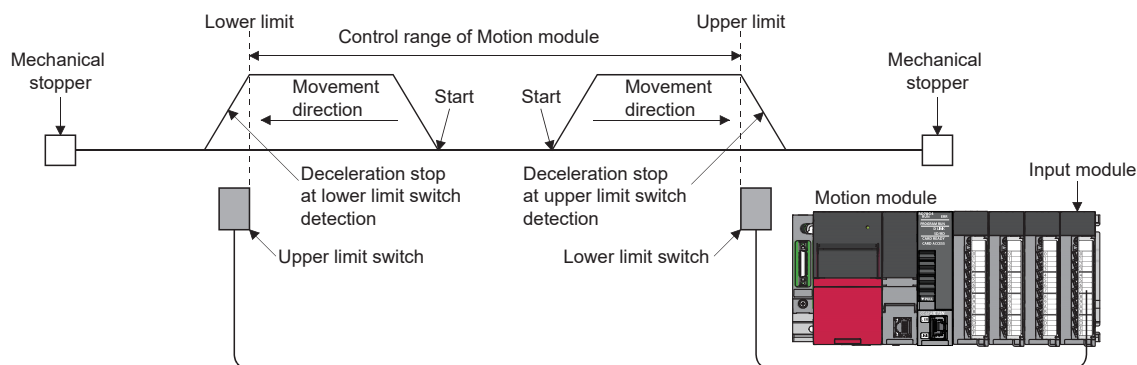 Lower limit
Upper limit
Control range of Motion module
Mechanical
stopper
Movement
direction
Start
Start
Movement
direction
Mechanical
stopper
Deceleration stop
at lower limit switch
detection
Deceleration stop
at upper limit switch
detection
Input module
Motion module
Upper limit switch
Lower limit switch